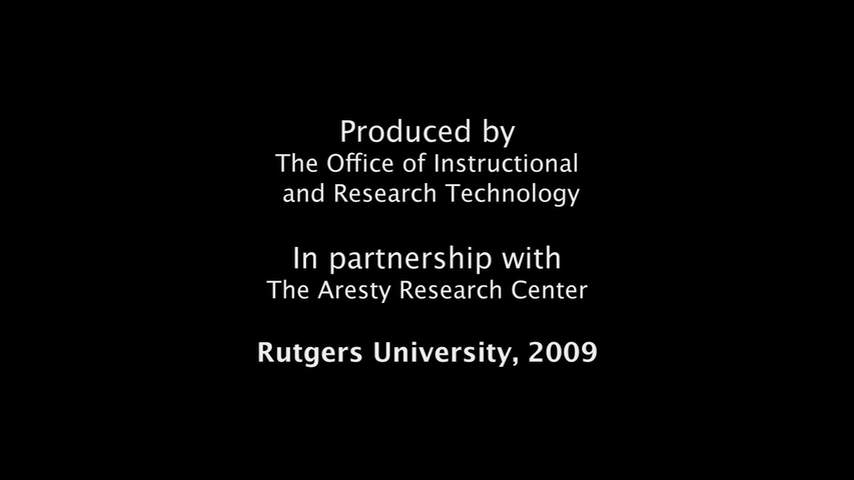 Produced by
The Office of Instructional
and Research Technology
In partnership with
The Aresty Research Center
Rutgers University, 2009